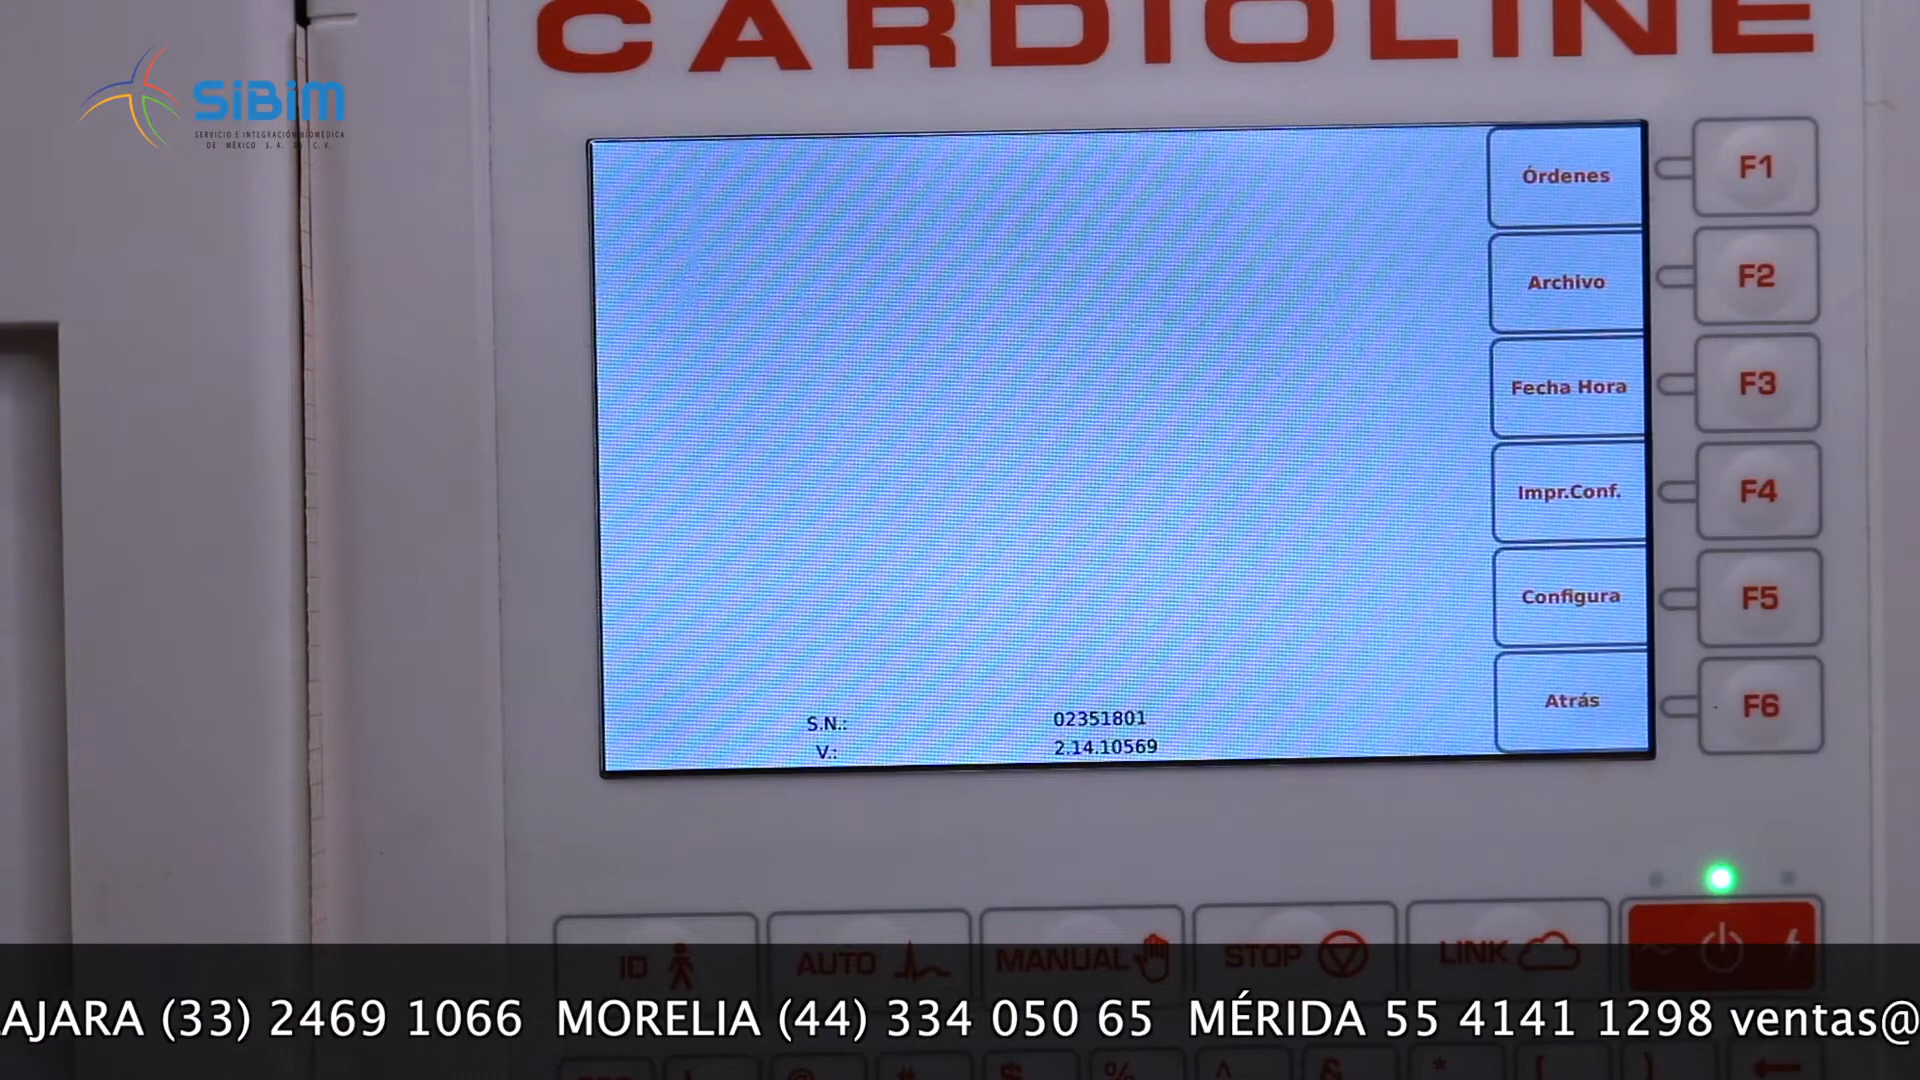 CARDIOLINE
SiBiM
SERVICIO E INTEGRACIÓN BIOMÉDICA
DE MÉXICO S.A. DE C.V.
Órdenes
F1
Archivo
F2
Fecha Hora
F3
Impr.Conf.
F4
Configura
F5
Atrás
F6
S.N.: 02351801
V.: 2.14.10569
ID
AUTO
MANUAL
STOP
LINK
AJARA (33) 2469 1066 MORELIA (44) 334 050 65 MÉRIDA 55 4141 1298 ventas@
! @ # $ % ^ & * ( )